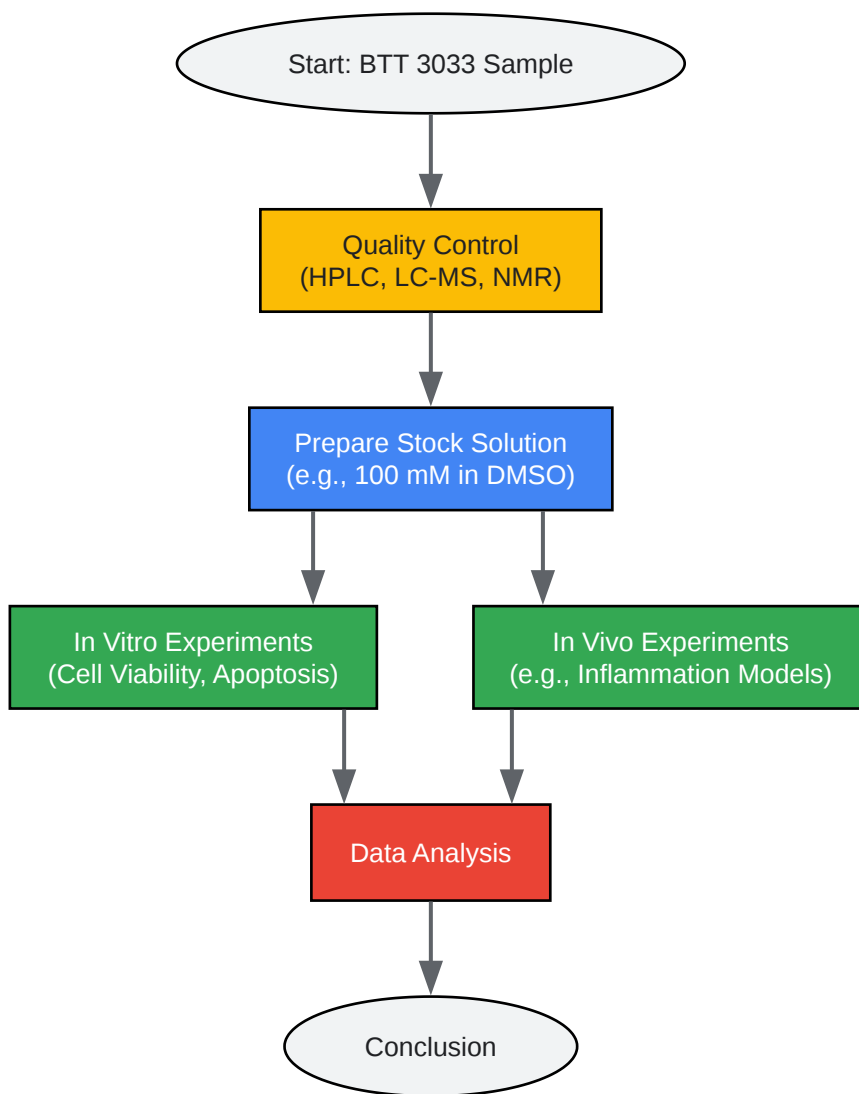 Start: BTT 3033 Sample
Quality Control
(HPLC, LC-MS, NMR)
Prepare Stock Solution
(e.g., 100 mM in DMSO)
In Vitro Experiments
(Cell Viability, Apoptosis)
In Vivo Experiments
(e.g., Inflammation Models)
Data Analysis
Conclusion